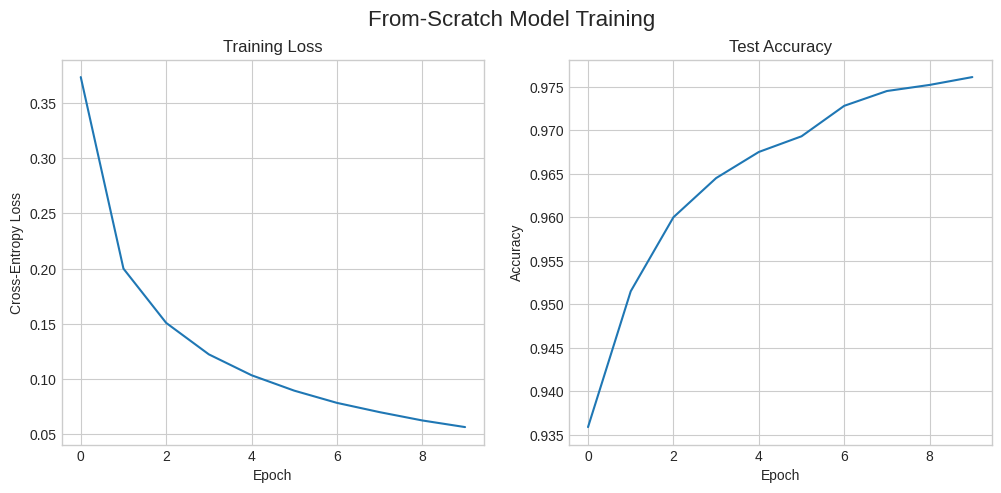 From-Scratch Model Training
Training Loss
Cross-Entropy Loss
0.35
0.30
0.25
0.20
0.15
0.10
0.05
0 2 4 6 8
Epoch
Test Accuracy
Accuracy
0.975
0.970
0.965
0.960
0.955
0.950
0.945
0.940
0.935
0 2 4 6 8
Epoch